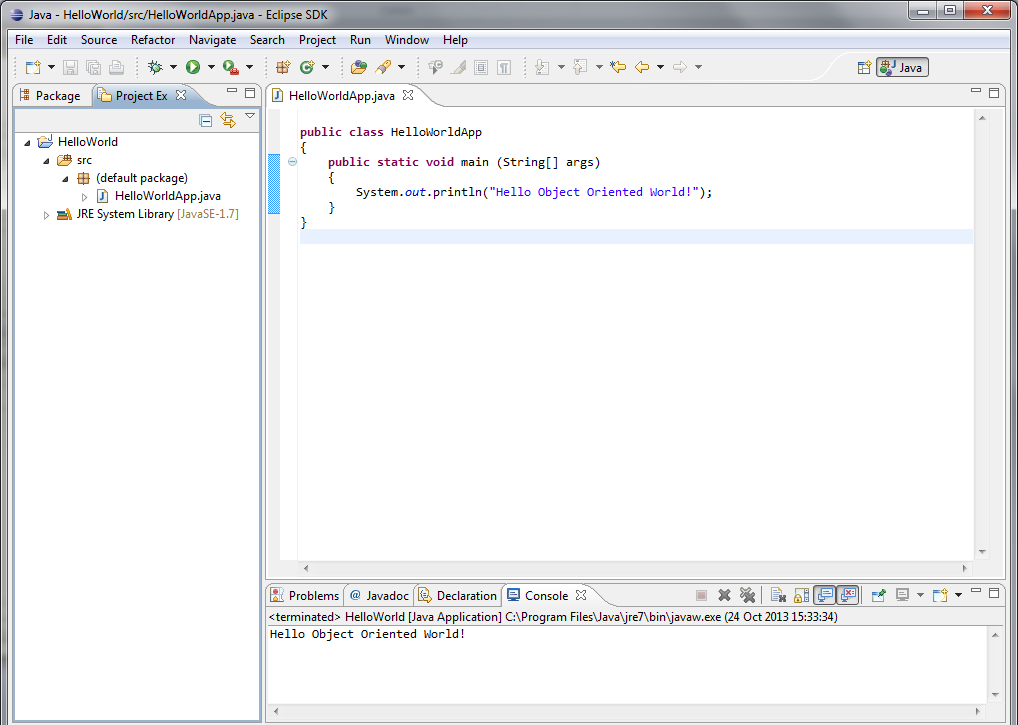 Java - HelloWorld/src/HelloWorldApp.java - Eclipse SDK
File Edit Source Refactor Navigate Search Project Run Window Help
Java
Package Project Ex
HelloWorldApp.java
HelloWorld
src
(default package)
HelloWorldApp.java
JRE System Library [JavaSE-1.7]
public class HelloWorldApp
{
public static void main (String[] args)
{
System.out.println("Hello Object Oriented World!");
}
}
Problems @ Javadoc Declaration Console
<terminated> HelloWorld [Java Application] C:\Program Files\Java\jre7\bin\javaw.exe (24 Oct 2013 15:33:34)
Hello Object Oriented World!